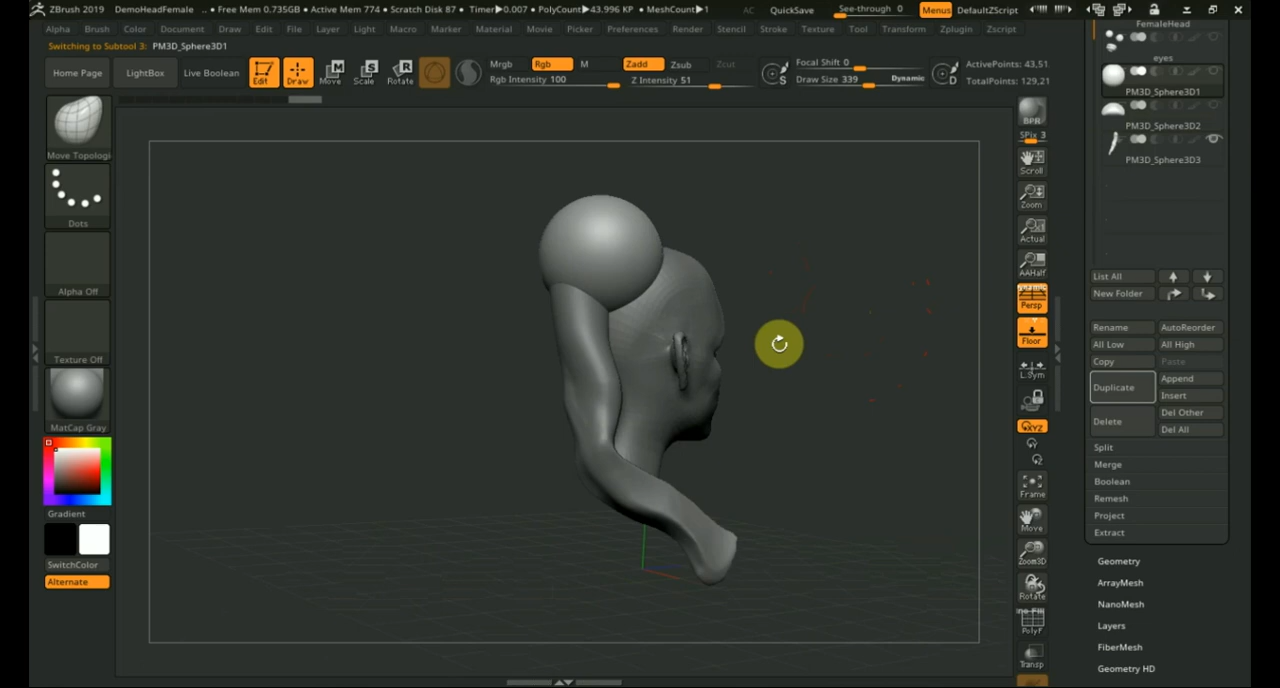 ZBrush 2019 DemoHeadFemale .. • Free Mem 0.735GB • Active Mem 774 • Scratch Disk 87 • Timer▶0.007 • PolyCount▶43.996 KP • MeshCount▶1 AC QuickSave See-through 0 Menus DefaultZScript
Alpha Brush Color Document Draw Edit File Layer Light Macro Marker Material Movie Picker Preferences Render Stencil Stroke Texture Tool Transform Zplugin Zscript
Switching to Subtool 3: PM3D_Sphere3D1
Home Page LightBox Live Boolean Edit Draw Move Scale Rotate
Mrgb Rgb M Zadd Zsub Zcut
Rgb Intensity 100 Z Intensity 51
S Focal Shift 0
Draw Size 339 Dynamic D
ActivePoints: 43,51
TotalPoints: 129,21
Move Topologi
Dots
Alpha Off
Texture Off
MatCap Gray
Gradient
SwitchColor
Alternate
BPR
SPix 3
Scroll
Zoom
Actual
AAHalf
Persp
Floor
L.Sym
XYZ
Frame
Move
Zoom3D
Rotate
PolyF
Transp
FemaleHead
eyes
PM3D_Sphere3D1
PM3D_Sphere3D2
PM3D_Sphere3D3
List All
New Folder
Rename AutoReorder
All Low All High
Copy Paste
Duplicate Append
Insert
Delete Del Other
Del All
Split
Merge
Boolean
Remesh
Project
Extract
Geometry
ArrayMesh
NanoMesh
Layers
FiberMesh
Geometry HD